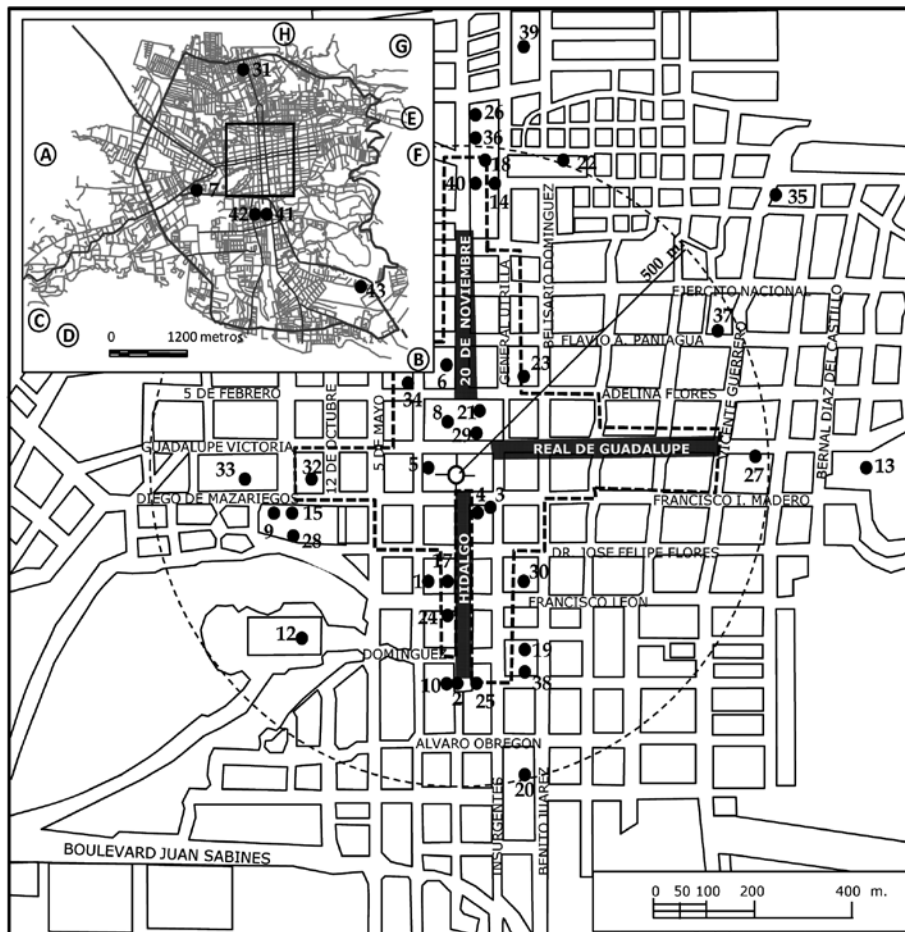 H
G
31
E
A
F
7
42
41
43
C
D
0 1200 metros
B
39
26
36
18
22
40
14
35
500 m.
20 DE NOVIEMBRE
GENERAL UTRILLA
BELISARIO DOMINGUEZ
EJERCITO NACIONAL
37
FLAVIO A. PANIAGUA
VICENTE GUERRERO
BERNAL DIAZ DEL CASTILLO
6
23
34
5 DE FEBRERO
12 DE OCTUBRE
5 DE MAYO
ADELINA FLORES
21
8
29
GUADALUPE VICTORIA
REAL DE GUADALUPE
33
32
5
27
13
DIEGO DE MAZARIEGOS
FRANCISCO I. MADERO
4
3
9
15
28
HIDALGO
DR. JOSE FELIPE FLORES
1
17
30
FRANCISCO LEON
24
12
DOMINGUEZ
19
38
10
2
25
ALVARO OBREGON
20
INSURGENTES
BENITO JUAREZ
BOULEVARD JUAN SABINES
0 50 100 200 400 m.